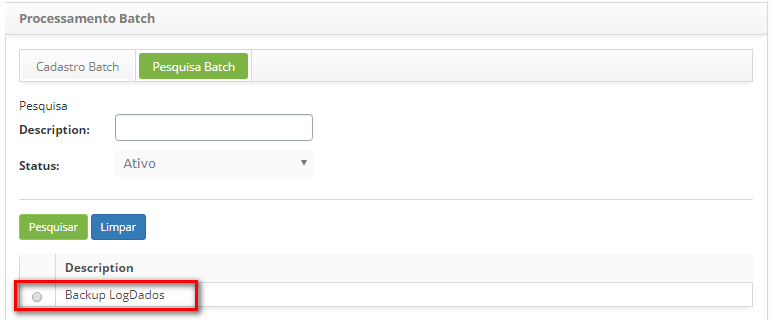 Processamento Batch
Cadastro Batch Pesquisa Batch
Pesquisa
Description:
Status: Ativo
Pesquisar Limpar
Description
Backup LogDados